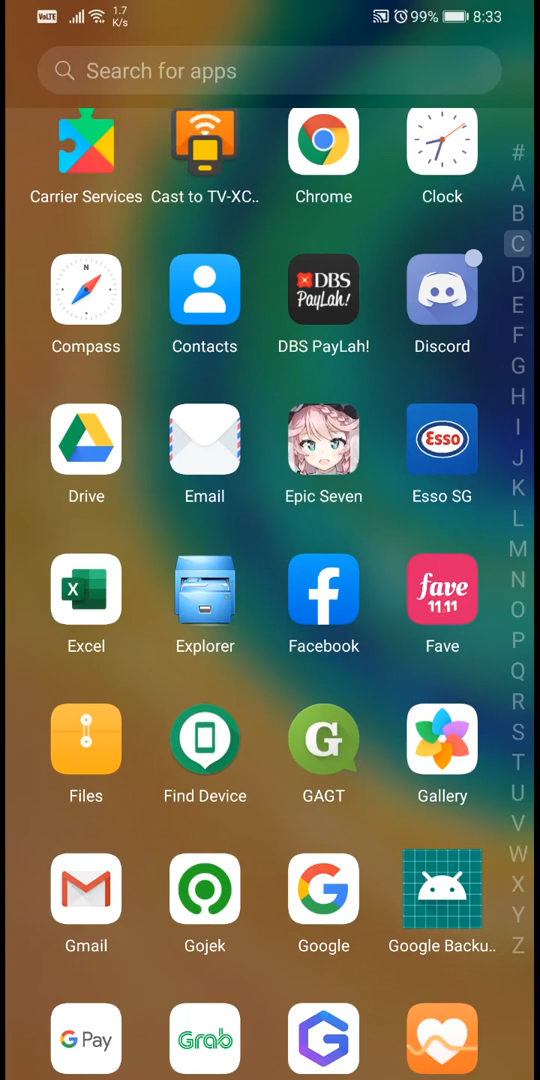 VoLTE 1.7 K/s 99% 8:33
Search for apps
Carrier Services Cast to TV-XC.. Chrome Clock
#
A
B
C
D
E
F
G
H
I
J
K
L
M
N
O
P
Q
R
S
T
U
V
W
X
Y
Z
N
DBS
PayLah!
Compass Contacts DBS PayLah! Discord
Esso
Drive Email Epic Seven Esso SG
X
fave
11.11
Excel Explorer Facebook Fave
G
Files Find Device GAGT Gallery
Gmail Gojek Google Google Backu..
G Pay Grab